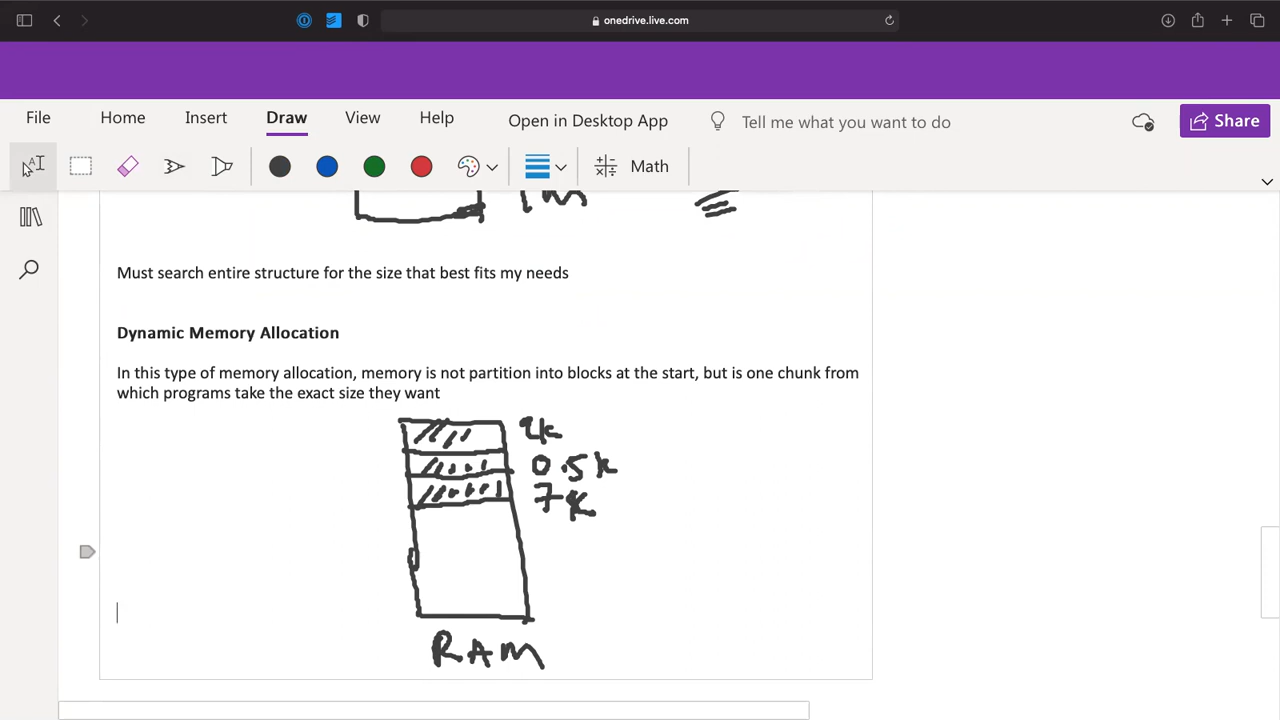 onedrive.live.com
File Home Insert Draw View Help Open in Desktop App Tell me what you want to do Share
Math
1M
Must search entire structure for the size that best fits my needs
Dynamic Memory Allocation
In this type of memory allocation, memory is not partition into blocks at the start, but is one chunk from
which programs take the exact size they want
0.5k
7k
RAM